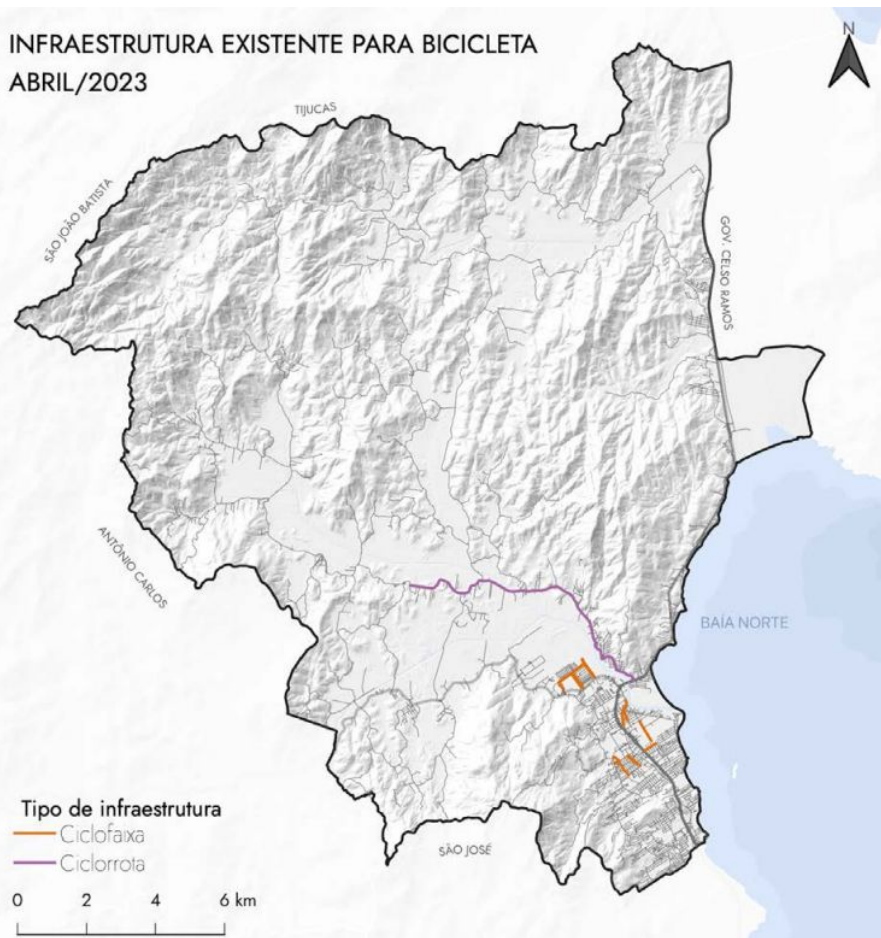 INFRAESTRUTURA EXISTENTE PARA BICICLETA
ABRIL/2023
N
TIJUCAS
SÃO JOÃO BATISTA
GOV. CELSO RAMOS
ANTÔNIO CARLOS
BAÍA NORTE
SÃO JOSÉ
Tipo de infraestrutura
Ciclofaixa
Ciclorrota
0 2 4 6 km